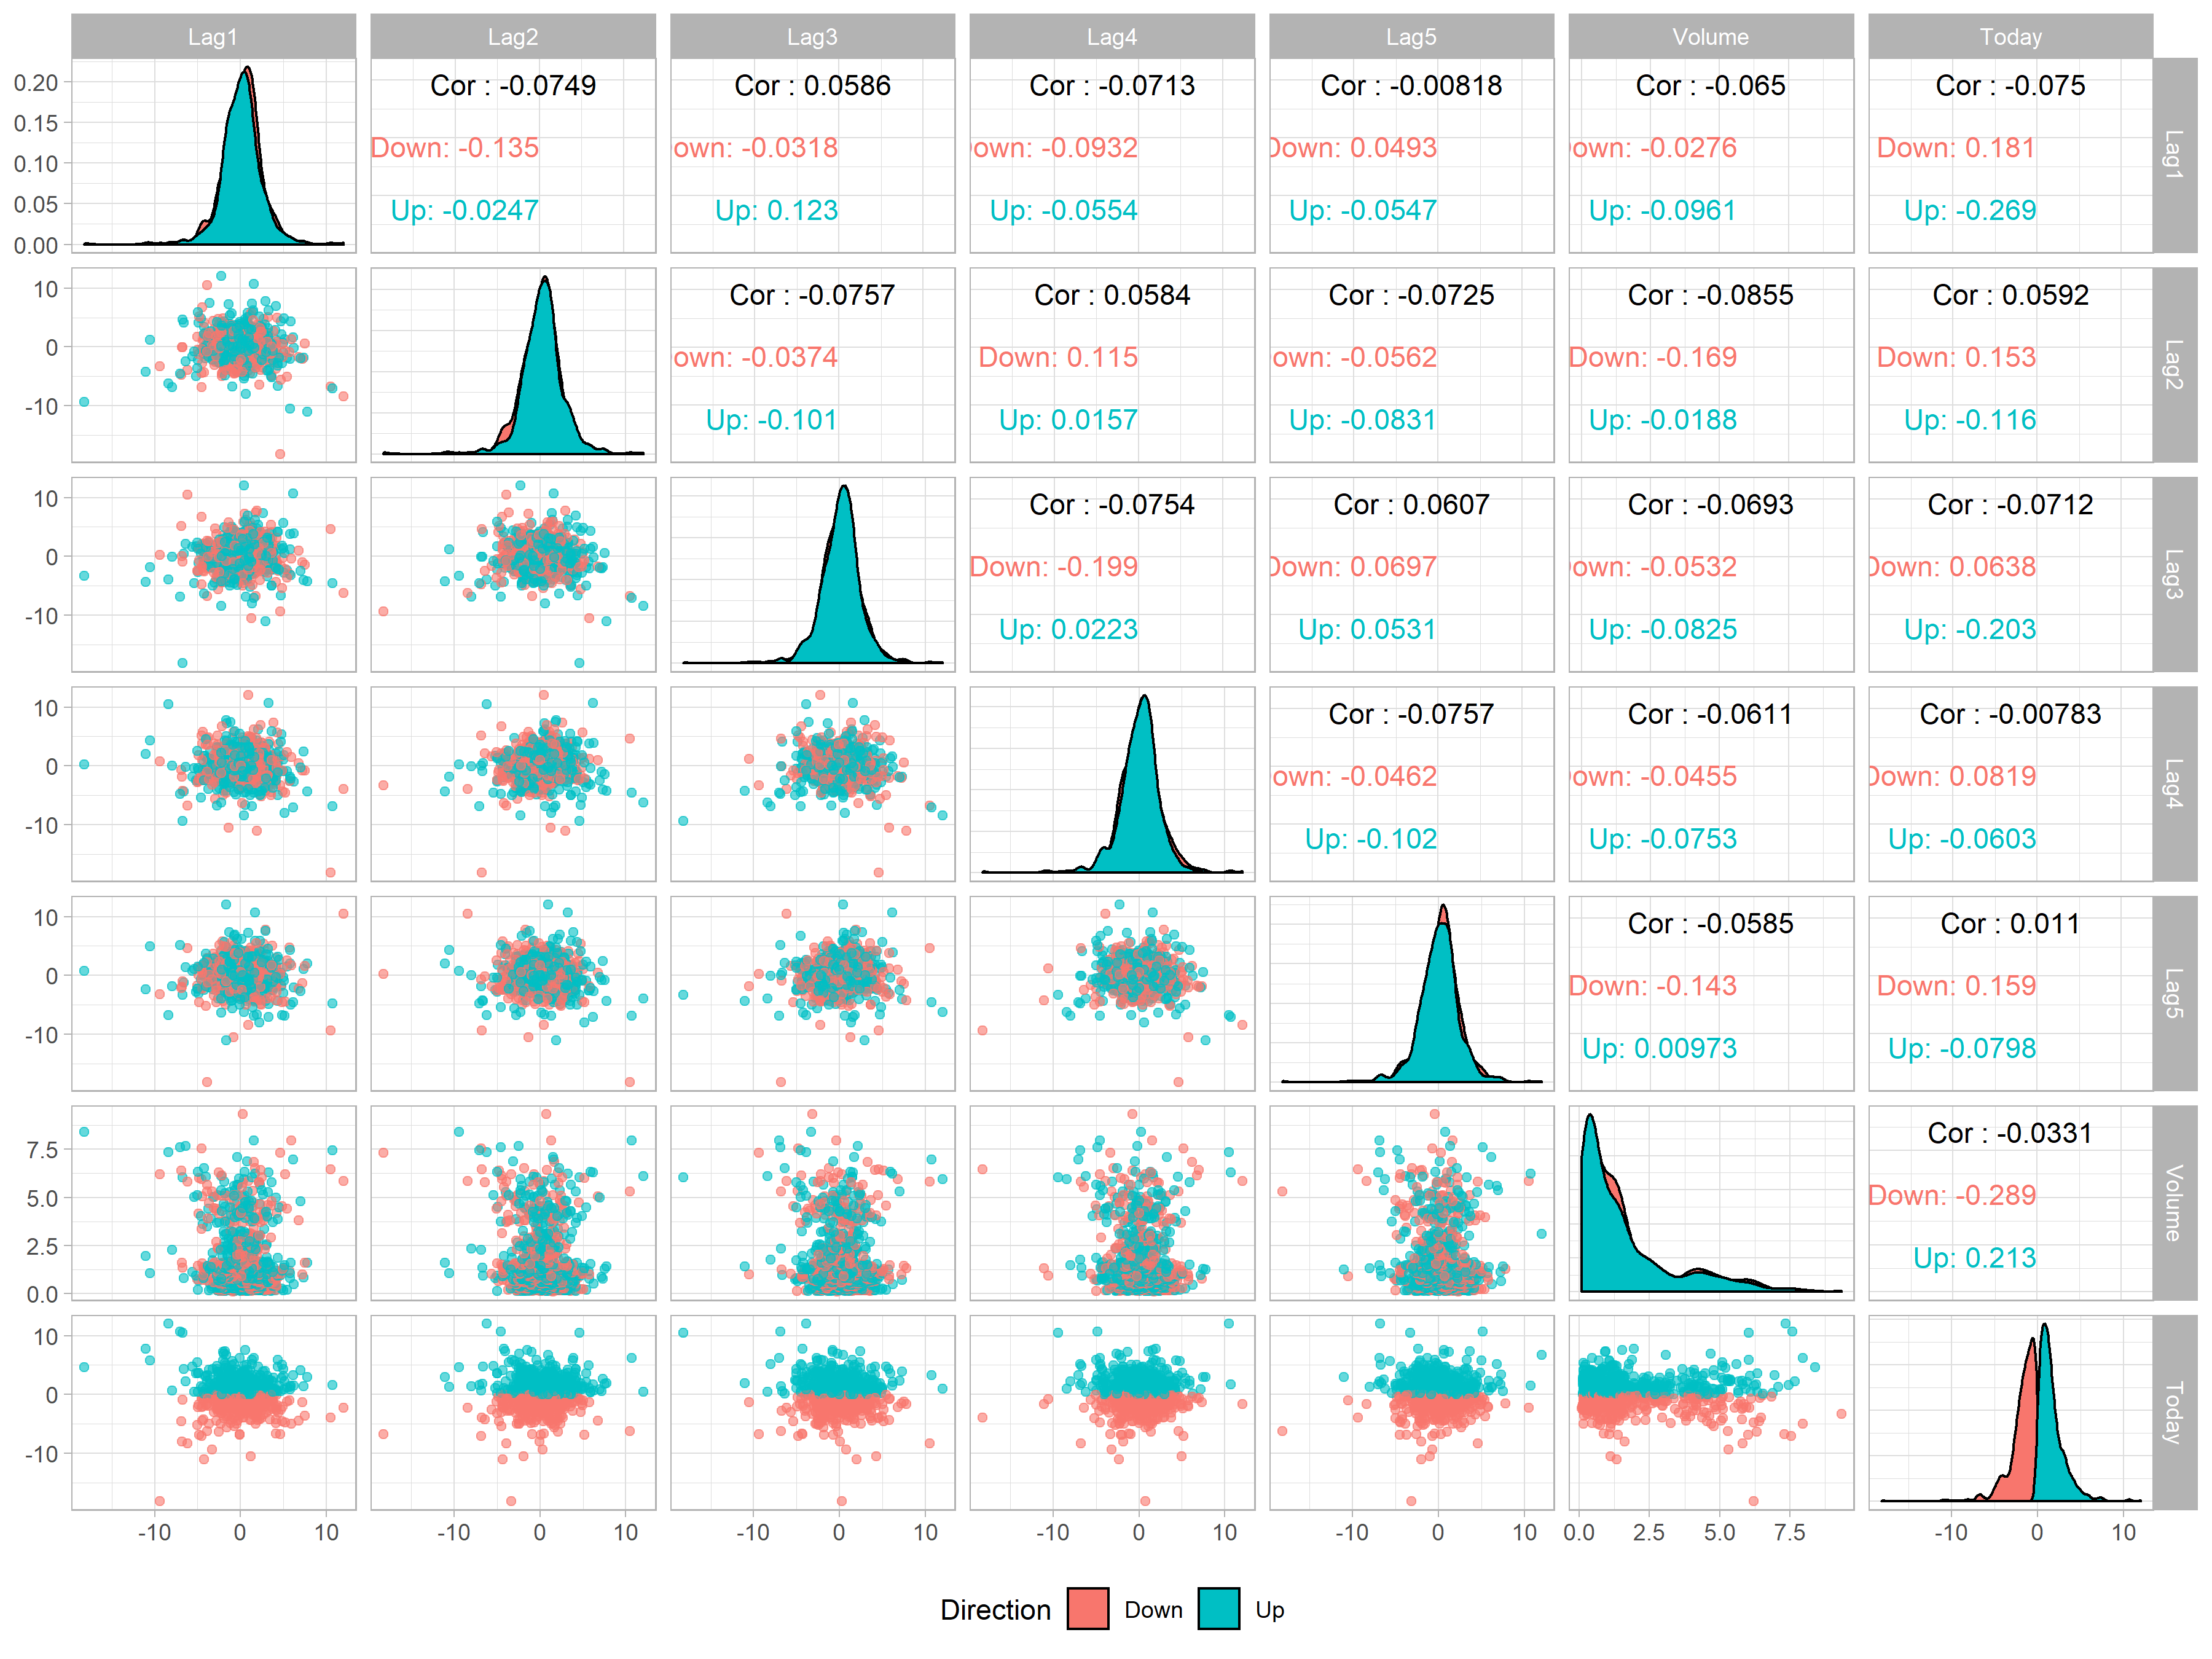 Lag1 Lag2 Lag3 Lag4 Lag5 Volume Today
0.20 Cor : -0.0749 Cor : 0.0586 Cor : -0.0713 Cor : -0.00818 Cor : -0.065 Cor : -0.075
0.15 Down: -0.135 own: -0.0318 own: -0.0932 Down: 0.0493 own: -0.0276 Down: 0.181 Lag1
0.10
0.05 Up: -0.0247 Up: 0.123 Up: -0.0554 Up: -0.0547 Up: -0.0961 Up: -0.269
0.00
10 Cor : -0.0757 Cor : 0.0584 Cor : -0.0725 Cor : -0.0855 Cor : 0.0592
0 own: -0.0374 Down: 0.115 own: -0.0562 Down: -0.169 Down: 0.153 Lag2
-10 Up: -0.101 Up: 0.0157 Up: -0.0831 Up: -0.0188 Up: -0.116
10 Cor : -0.0754 Cor : 0.0607 Cor : -0.0693 Cor : -0.0712
0 Down: -0.199 Down: 0.0697 own: -0.0532 Down: 0.0638 Lag3
-10 Up: 0.0223 Up: 0.0531 Up: -0.0825 Up: -0.203
10 Cor : -0.0757 Cor : -0.0611 Cor : -0.00783
0 own: -0.0462 own: -0.0455 Down: 0.0819 Lag4
-10 Up: -0.102 Up: -0.0753 Up: -0.0603
10 Cor : -0.0585 Cor : 0.011
0 Down: -0.143 Down: 0.159 Lag5
-10 Up: 0.00973 Up: -0.0798
7.5 Cor : -0.0331
5.0 Down: -0.289 Volume
2.5 Up: 0.213
0.0
10
0 Today
-10
-10 0 10 -10 0 10 -10 0 10 -10 0 10 -10 0 10 0.0 2.5 5.0 7.5 -10 0 10
Direction Down Up